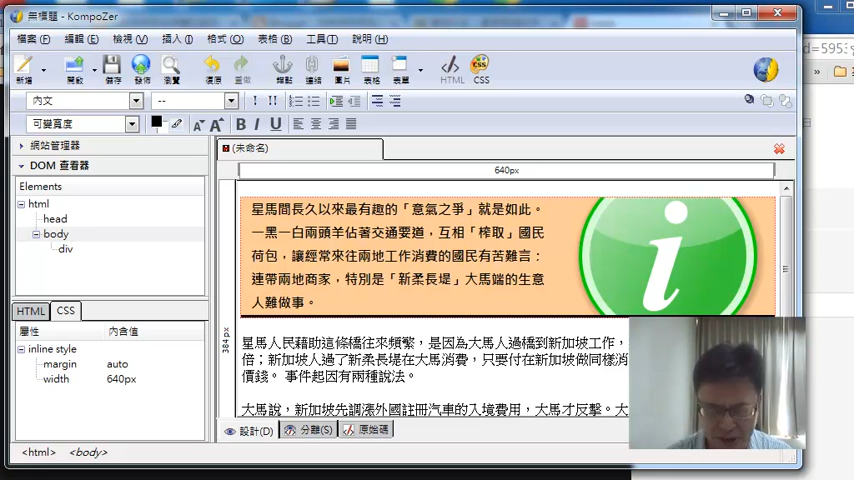 無標題 - KompoZer
檔案(F) 編輯(E) 檢視(V) 插入(I) 格式(O) 表格(B) 工具(T) 說明(H)
新增 開啟 儲存 發佈 瀏覽 復原 重做 錨點 連結 圖片 表格 表單 HTML CSS
內文 --
可變寬度
B I U
網站管理器
DOM 查看器
Elements
html
head
body
div
HTML CSS
屬性 內含值
inline style
margin auto
width 640px
<html> <body>
(未命名)
640px
384px
星馬間長久以來最有趣的「意氣之爭」就是如此。
一黑一白兩頭羊佔著交通要道，互相「榨取」國民
荷包，讓經常來往兩地工作消費的國民有苦難言：
連帶兩地商家，特別是「新柔長堤」大馬端的生意
人難做事。
i
星馬人民藉助這條橋往來頻繁，是因為大馬人過橋到新加坡工作，
倍；新加坡人過了新柔長堤在大馬消費，只要付在新加坡做同樣消
價錢。 事件起因有兩種說法。
大馬說，新加坡先調漲外國註冊汽車的入境費用，大馬才反擊。大
設計(D) 分離(S) 原始碼
d=5953
»